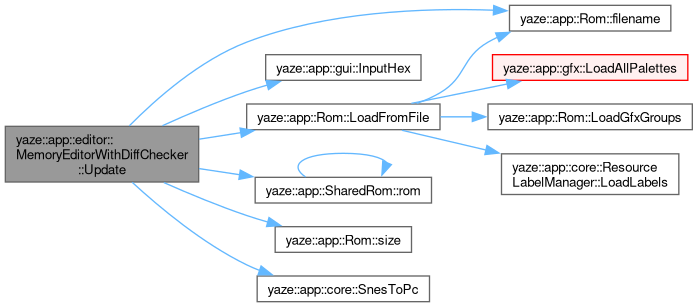 yaze::app::editor::
MemoryEditorWithDiffChecker
::Update
yaze::app::Rom::filename
yaze::app::gui::InputHex
yaze::app::gfx::LoadAllPalettes
yaze::app::Rom::LoadFromFile
yaze::app::Rom::LoadGfxGroups
yaze::app::core::Resource
LabelManager::LoadLabels
yaze::app::SharedRom::rom
yaze::app::Rom::size
yaze::app::core::SnesToPc